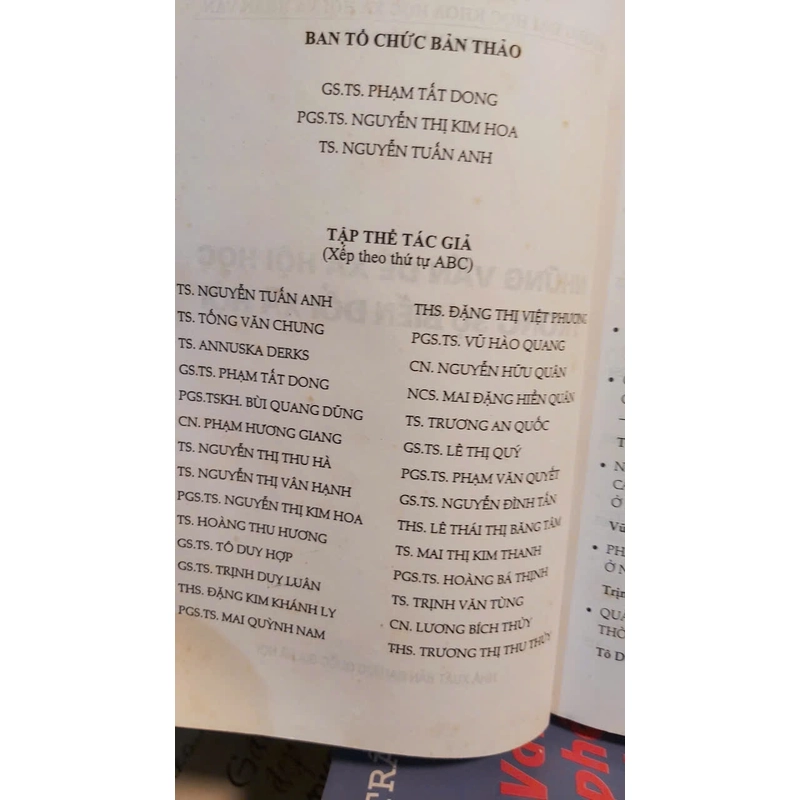 BAN TỔ CHỨC BẢN THẢO
GS.TS. PHẠM TẤT DONG
PGS.TS. NGUYỄN THỊ KIM HOA
TS. NGUYỄN TUẤN ANH
TẬP THỂ TÁC GIẢ
(Xếp theo thứ tự ABC)
TS. NGUYỄN TUẤN ANH
TS. TỐNG VĂN CHUNG
TS. ANNUSKA DERKS
GS.TS. PHẠM TẤT DONG
PGS.TSKH. BÙI QUANG DŨNG
CN. PHẠM HƯƠNG GIANG
TS. NGUYỄN THỊ THU HÀ
TS. NGUYỄN THỊ VÂN HẠNH
PGS.TS. NGUYỄN THỊ KIM HOA
TS. HOÀNG THU HƯƠNG
GS.TS. TÔ DUY HỢP
GS.TS. TRỊNH DUY LUÂN
THS. ĐẶNG KIM KHÁNH LY
PGS.TS. MAI QUỲNH NAM
THS. ĐẶNG THỊ VIỆT PHƯƠNG
PGS.TS. VŨ HÀO QUANG
CN. NGUYỄN HỮU QUÂN
NCS. MAI ĐẶNG HIỀN QUÂN
TS. TRƯƠNG AN QUỐC
GS.TS. LÊ THỊ QUÝ
PGS.TS. PHẠM VĂN QUYẾT
GS.TS. NGUYỄN ĐÌNH TẤN
THS. LÊ THÁI THỊ BĂNG TÂM
TS. MAI THỊ KIM THANH
PGS.TS. HOÀNG BÁ THỊNH
TS. TRỊNH VĂN TÙNG
CN. LƯƠNG BÍCH THỦY
THS. TRƯƠNG THỊ THU THỦY
Tô D